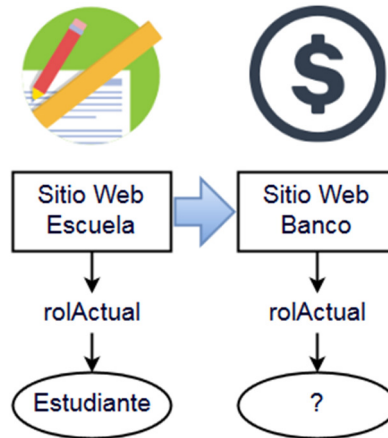 $
Sitio Web
Escuela
Sitio Web
Banco
rolActual
rolActual
Estudiante
?